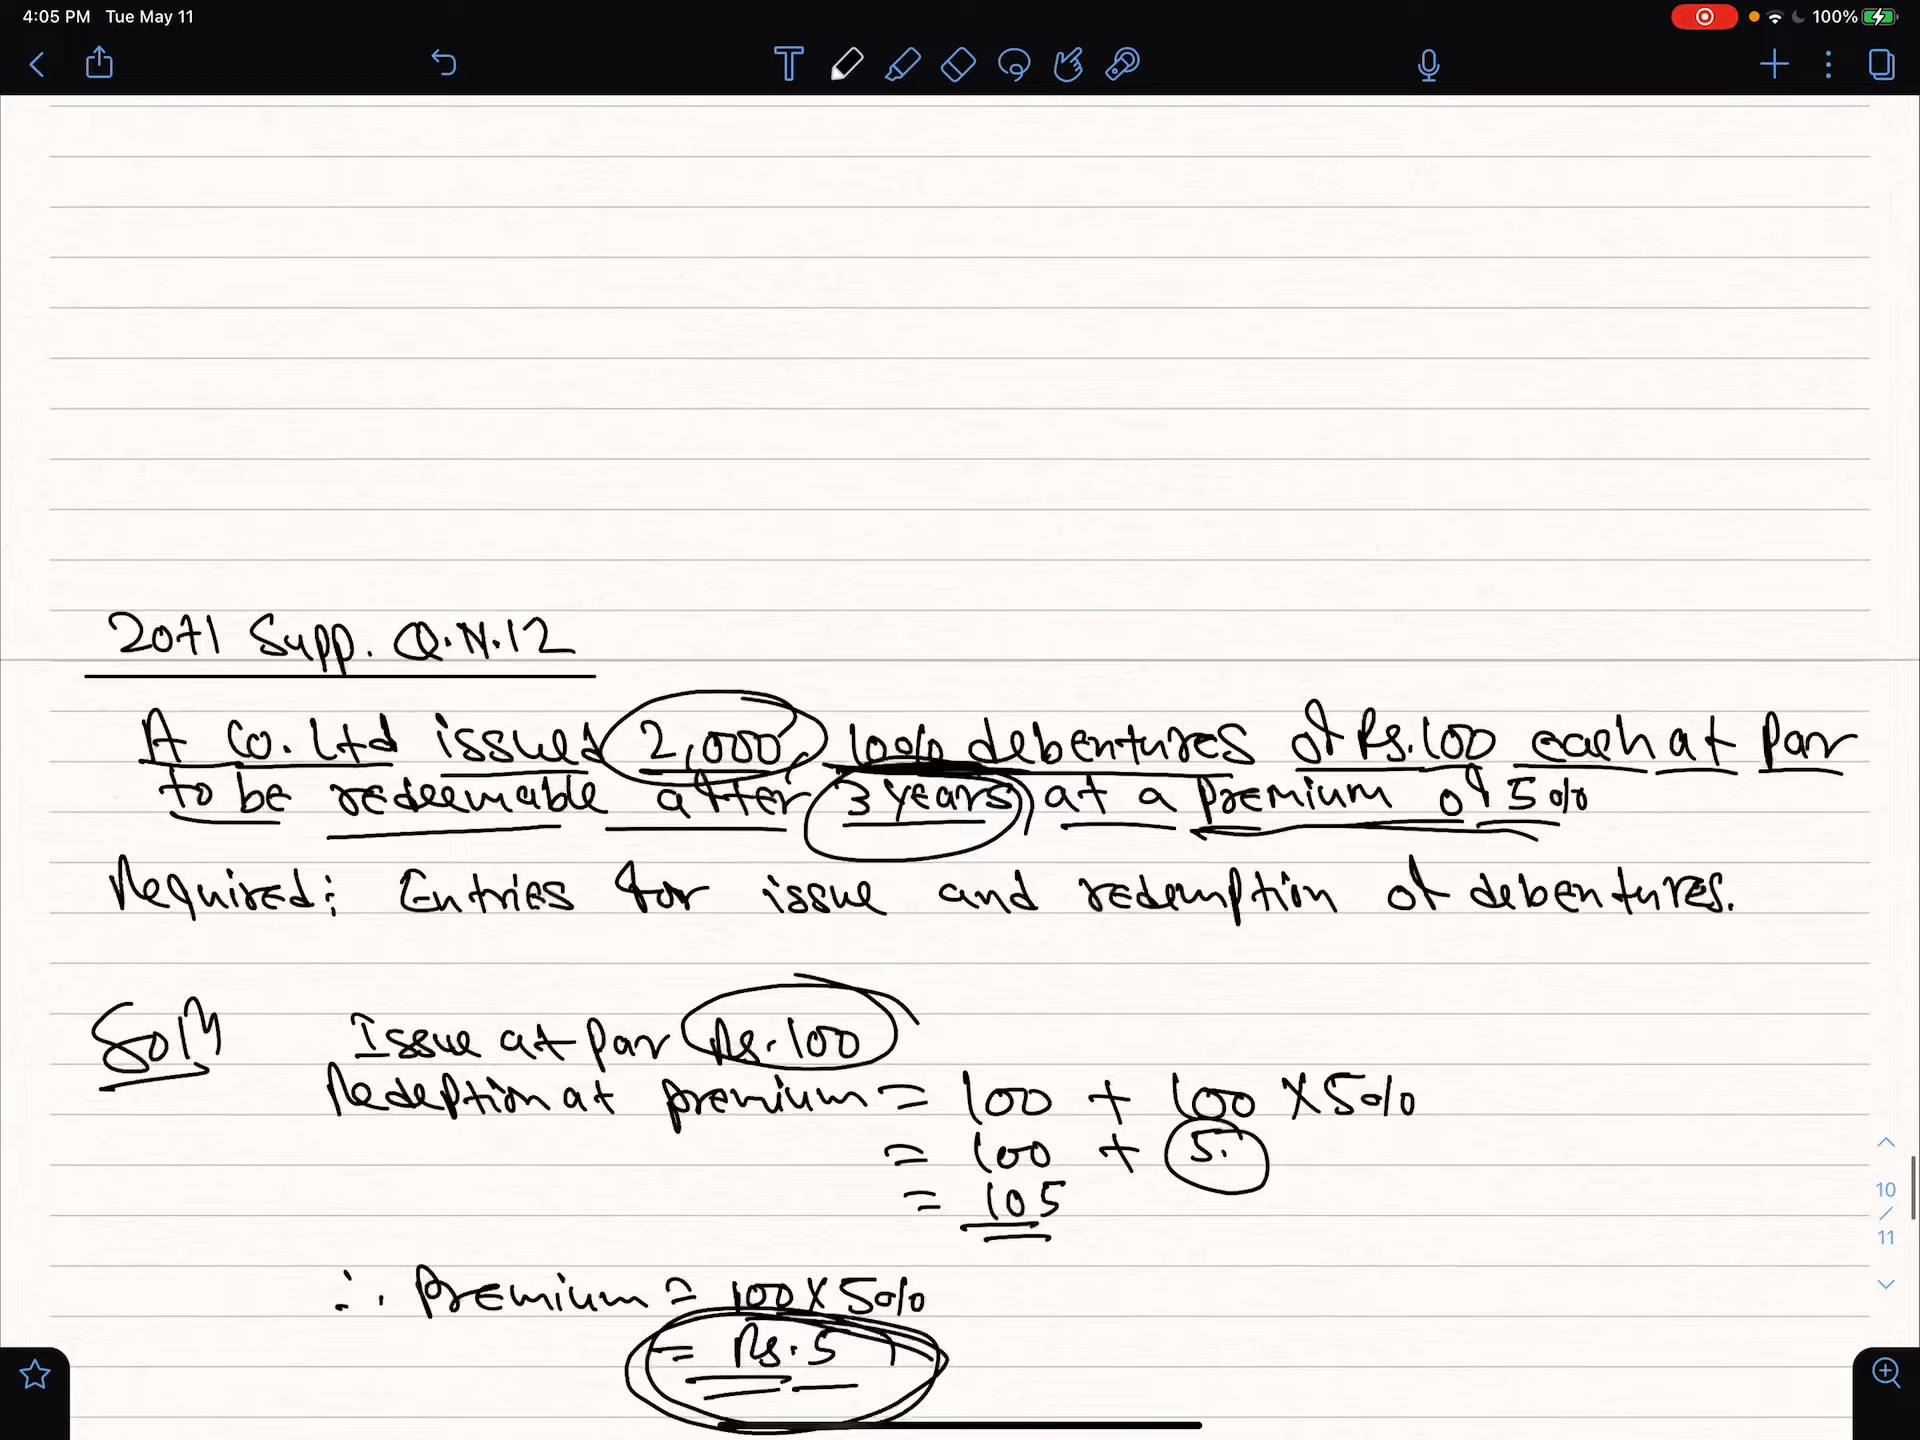 4:05 PM Tue May 11
100%
2071 Supp. Q.N.12
A Co. Ltd issued 2,000, 10% debentures of Rs.100 each at par
to be redeemable after 3 years at a premium of 5%
Required: Entries for issue and redemption of debentures.
Soln Issue at par Rs.100
Redeption at premium = 100 + 100 X 5%
= 100 + 5.
= 105
∴ premium = 100 X 5%
= Rs.5
10
/
11